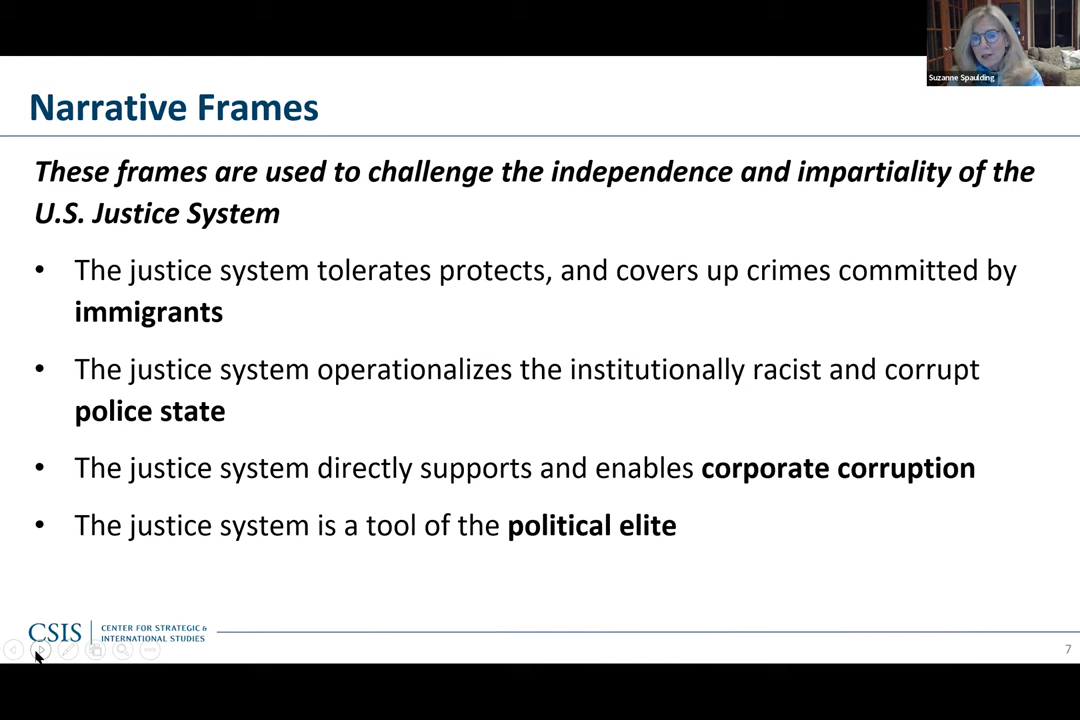 Suzanne Spaulding
Narrative Frames
These frames are used to challenge the independence and impartiality of the
U.S. Justice System
• The justice system tolerates protects, and covers up crimes committed by
immigrants
• The justice system operationalizes the institutionally racist and corrupt
police state
• The justice system directly supports and enables corporate corruption
• The justice system is a tool of the political elite
CSIS | CENTER FOR STRATEGIC &
INTERNATIONAL STUDIES
7